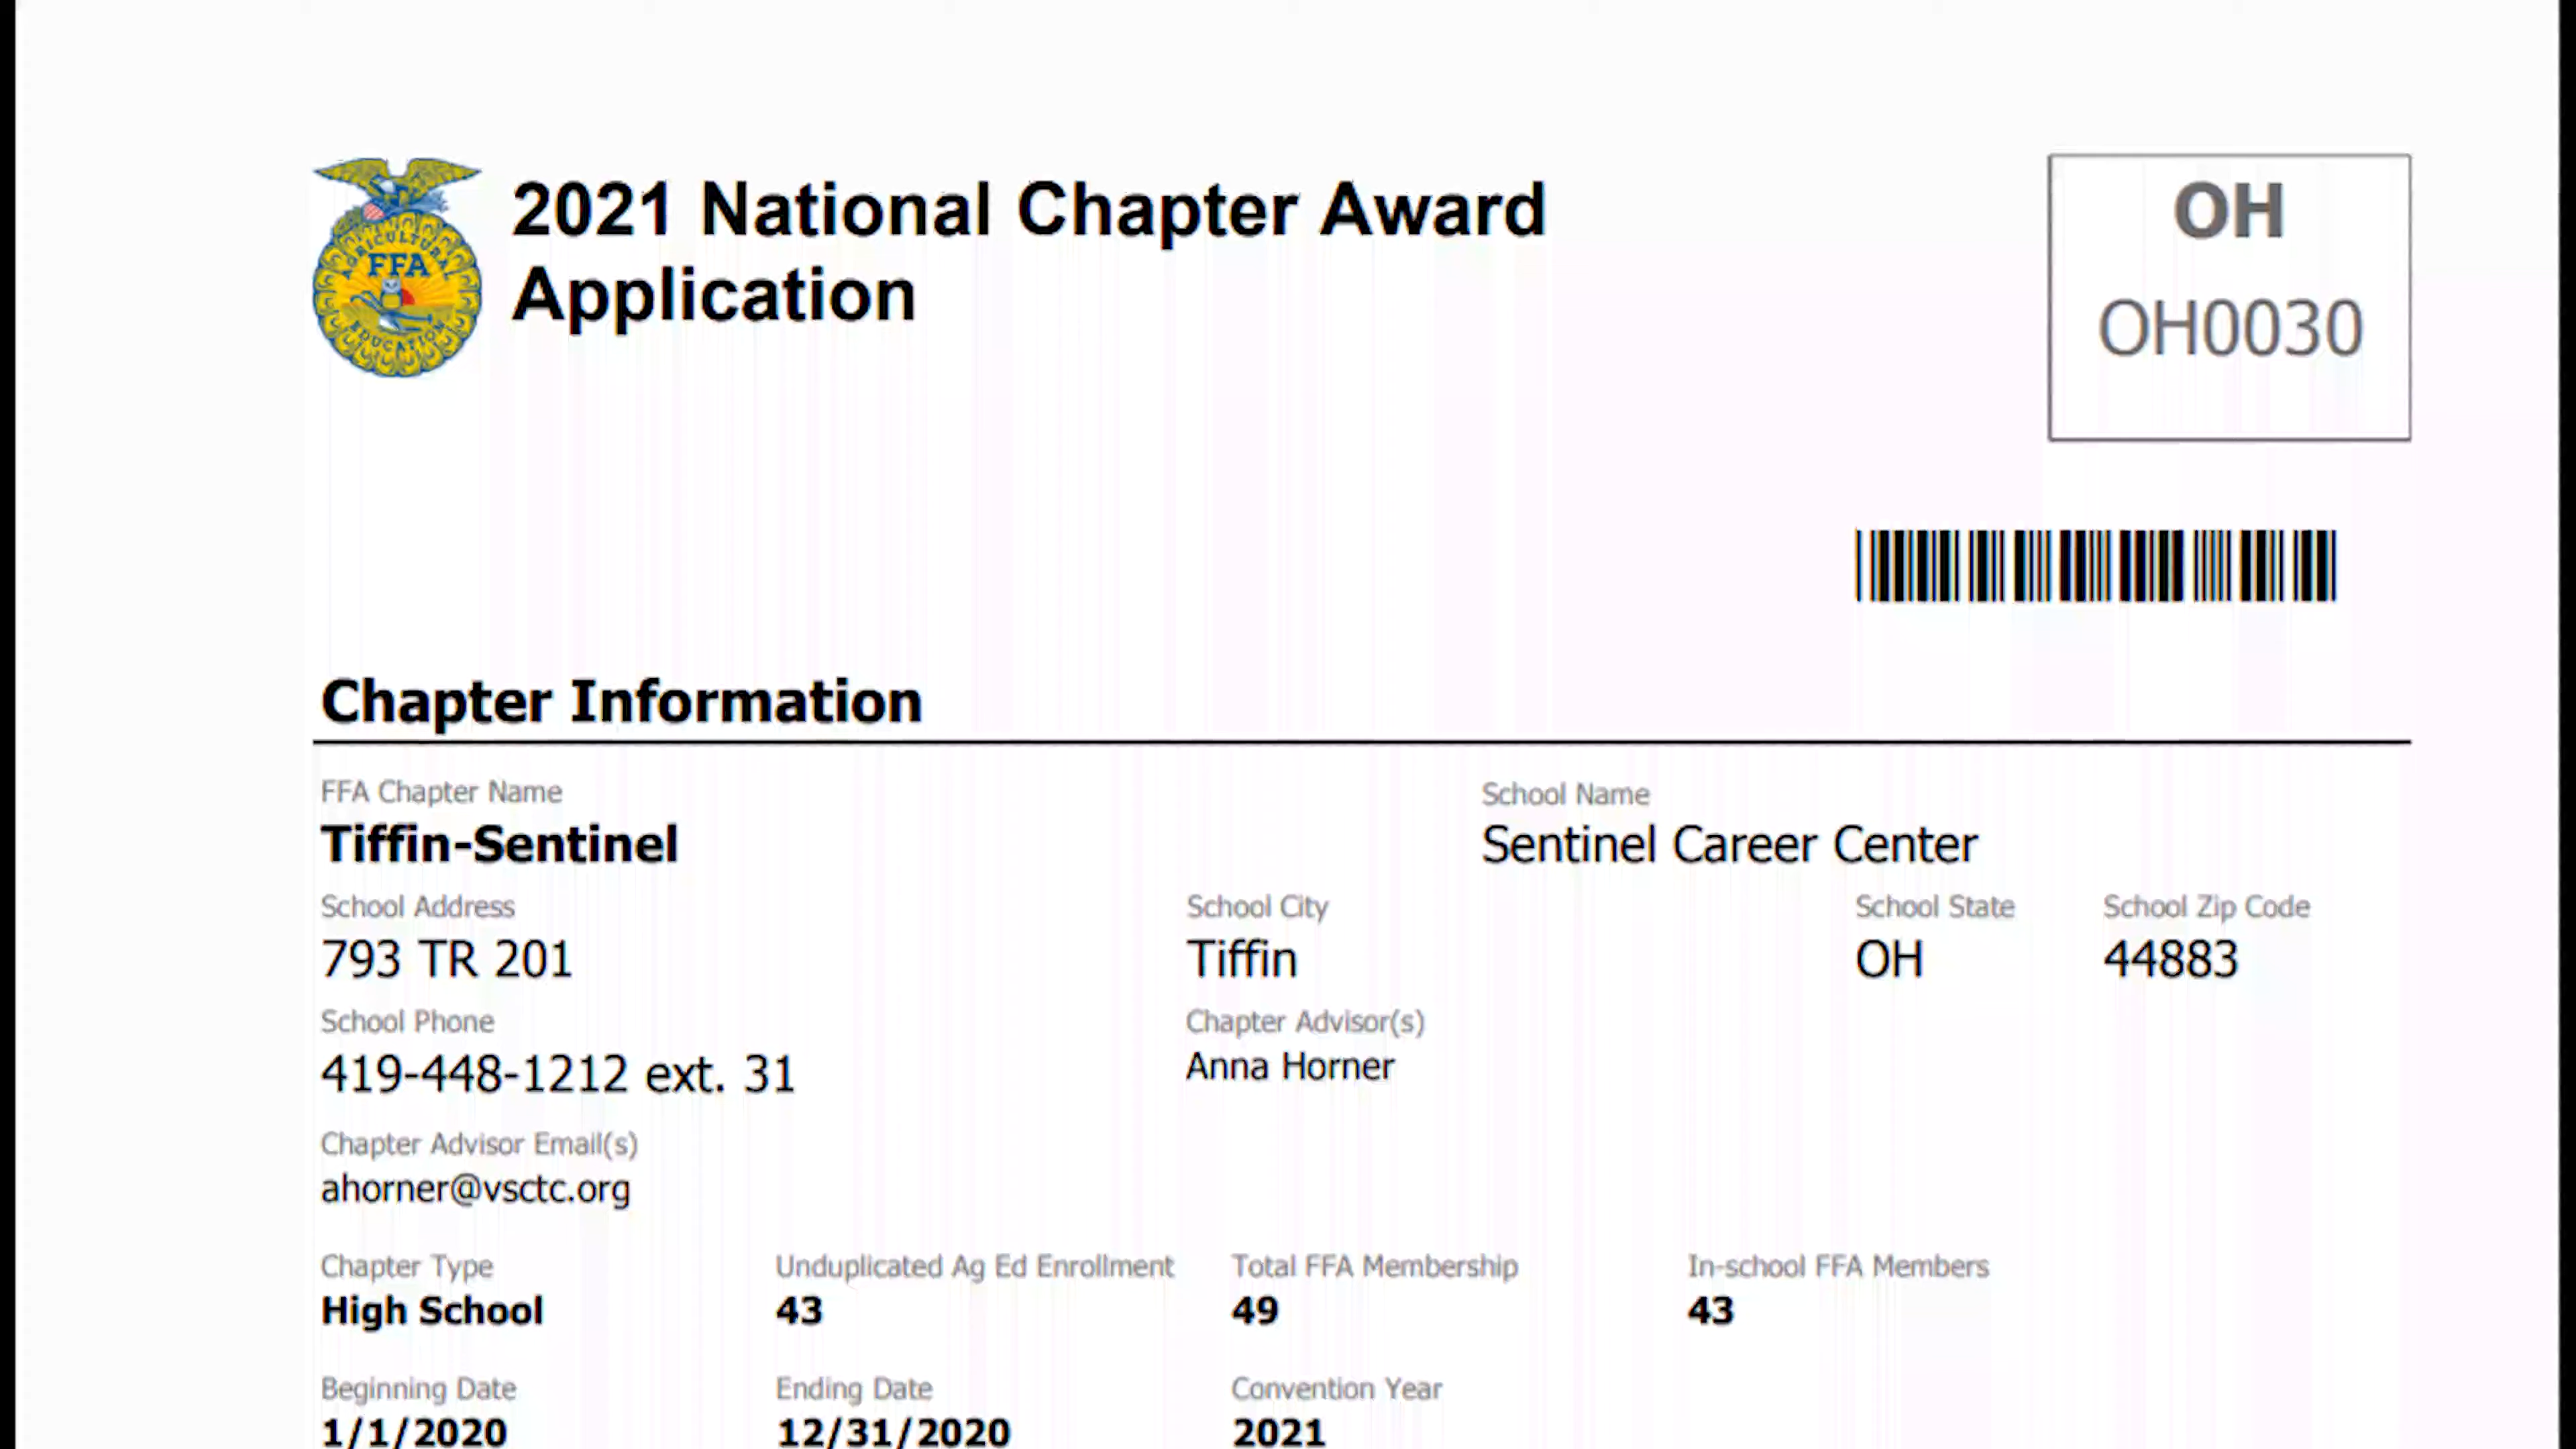 2021 National Chapter Award
Application
OH
OH0030
AGRICULTURAL
FFA
EDUCATION
Chapter Information
FFA Chapter Name
School Name
Tiffin-Sentinel
Sentinel Career Center
School Address
School City
School State
School Zip Code
793 TR 201
Tiffin
OH
44883
School Phone
Chapter Advisor(s)
419-448-1212 ext. 31
Anna Horner
Chapter Advisor Email(s)
ahorner@vsctc.org
Chapter Type
Unduplicated Ag Ed Enrollment
Total FFA Membership
In-school FFA Members
High School
43
49
43
Beginning Date
Ending Date
Convention Year
1/1/2020
12/31/2020
2021